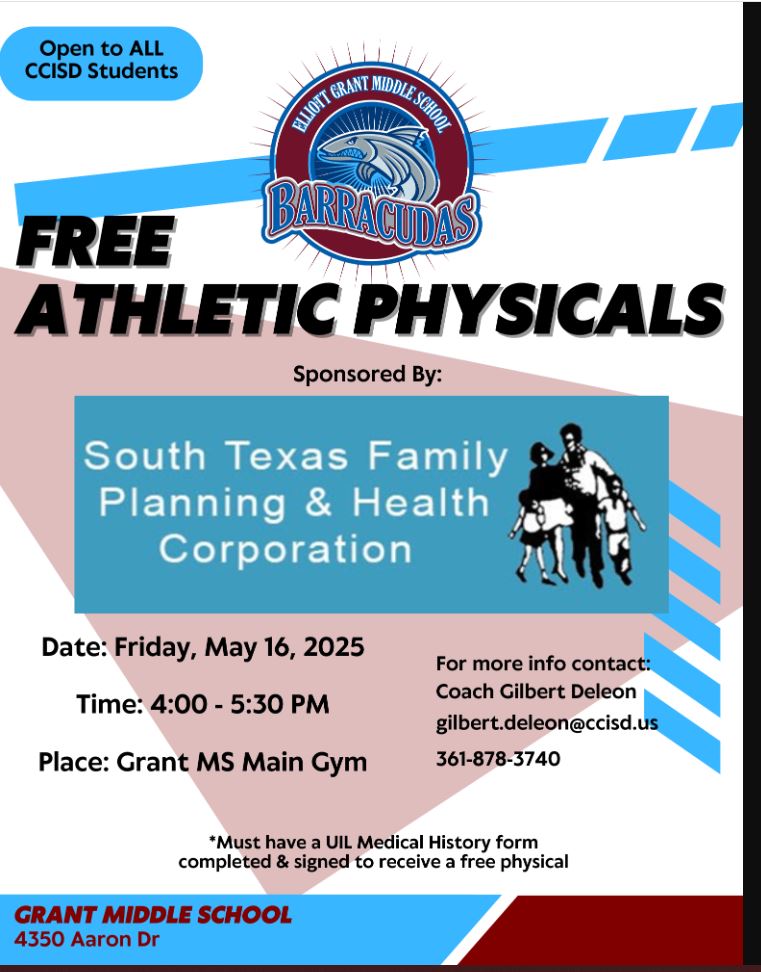 Open to ALL
CCISD Students
ELLIOTT GRANT MIDDLE SCHOOL
BARRACUDAS
FREE
ATHLETIC PHYSICALS
Sponsored By:
South Texas Family
Planning & Health
Corporation
Date: Friday, May 16, 2025
Time: 4:00 - 5:30 PM
Place: Grant MS Main Gym
For more info contact:
Coach Gilbert Deleon
gilbert.deleon@ccisd.us
361-878-3740
*Must have a UIL Medical History form
completed & signed to receive a free physical
GRANT MIDDLE SCHOOL
4350 Aaron Dr